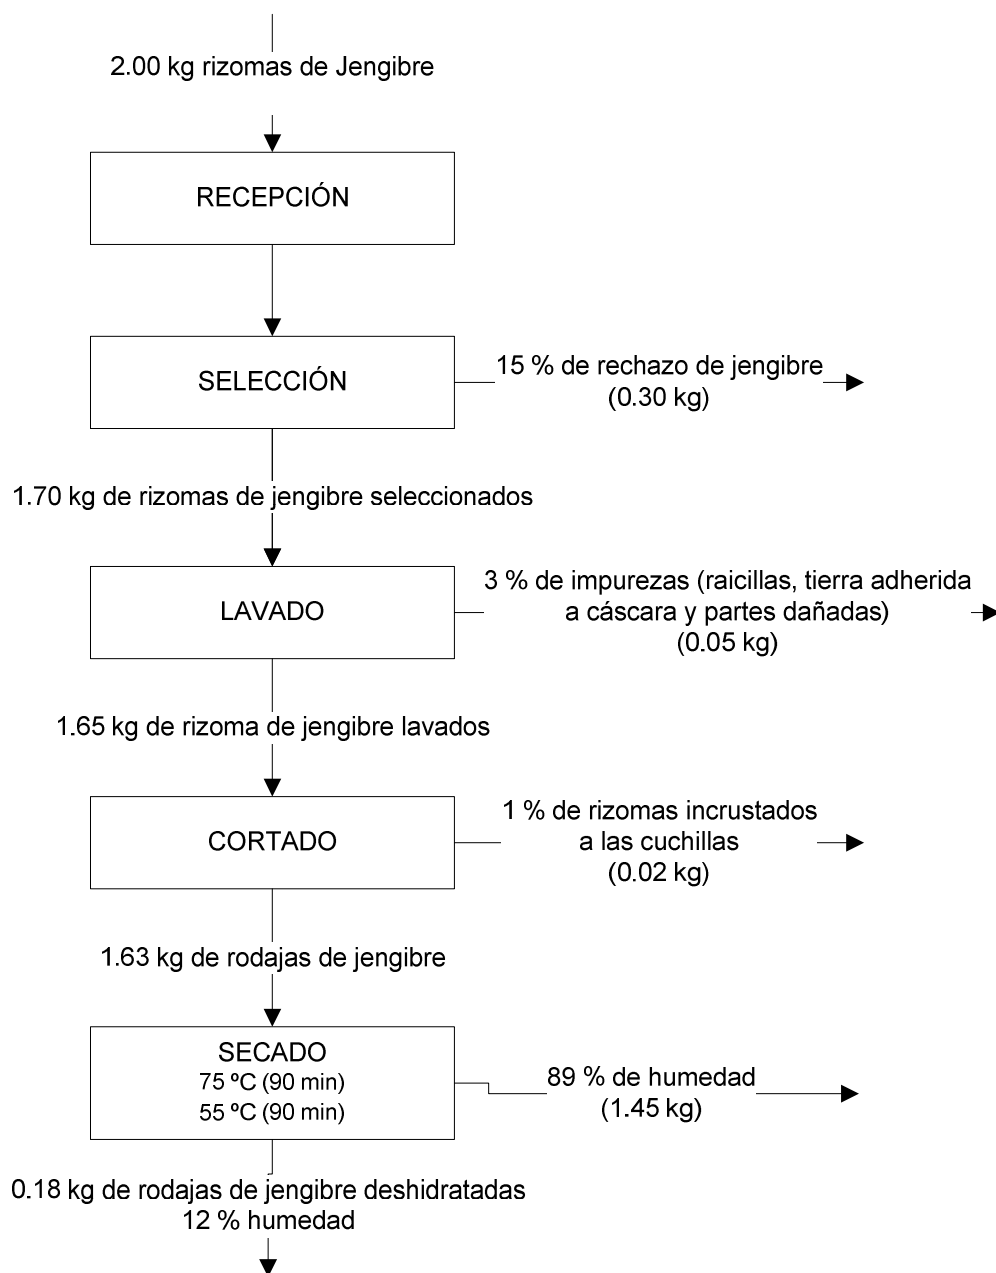 2.00 kg rizomas de Jengibre
RECEPCIÓN
SELECCIÓN
15 % de rechazo de jengibre
(0.30 kg)
1.70 kg de rizomas de jengibre seleccionados
LAVADO
3 % de impurezas (raicillas, tierra adherida
a cáscara y partes dañadas)
(0.05 kg)
1.65 kg de rizoma de jengibre lavados
CORTADO
1 % de rizomas incrustados
a las cuchillas
(0.02 kg)
1.63 kg de rodajas de jengibre
SECADO
75 ºC (90 min)
55 ºC (90 min)
89 % de humedad
(1.45 kg)
0.18 kg de rodajas de jengibre deshidratadas
12 % humedad